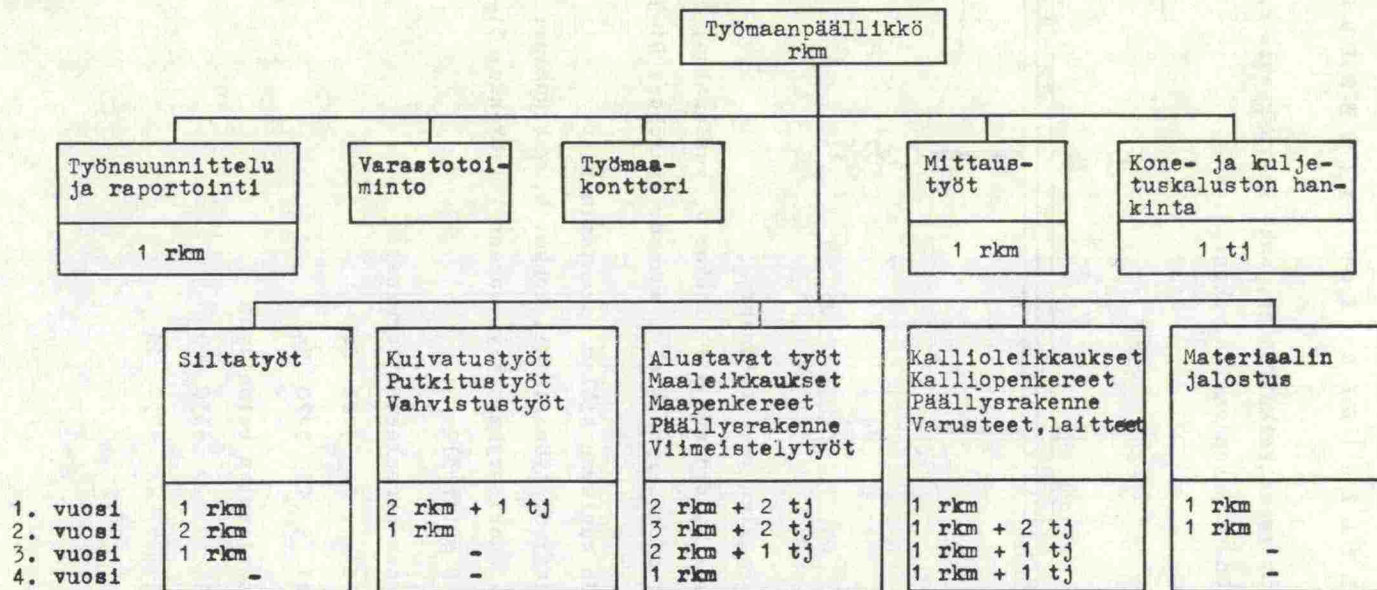 Työmaanpäällikkö
rkm
Työnsuunnittelu
ja raportointi
1 rkm
Varastotoi-
minto
Työmaa-
konttori
Mittaus-
työt
1 rkm
Kone- ja kulje-
tuskaluston han-
kinta
1 tj
Siltatyöt
Kuivatustyöt
Putkitustyöt
Vahvistustyöt
Alustavat työt
Maaleikkaukset
Maapenkereet
Päällysrakenne
Viimeistelytyöt
Kallioleikkaukset
Kalliopenkereet
Päällysrakenne
Varusteet, laitteet
Materiaalin
jalostus
1. vuosi 1 rkm 2 rkm + 1 tj 2 rkm + 2 tj 1 rkm 1 rkm
2. vuosi 2 rkm 1 rkm 3 rkm + 2 tj 1 rkm + 2 tj 1 rkm
3. vuosi 1 rkm - 2 rkm + 1 tj 1 rkm + 1 tj -
4. vuosi - - 1 rkm 1 rkm + 1 tj -